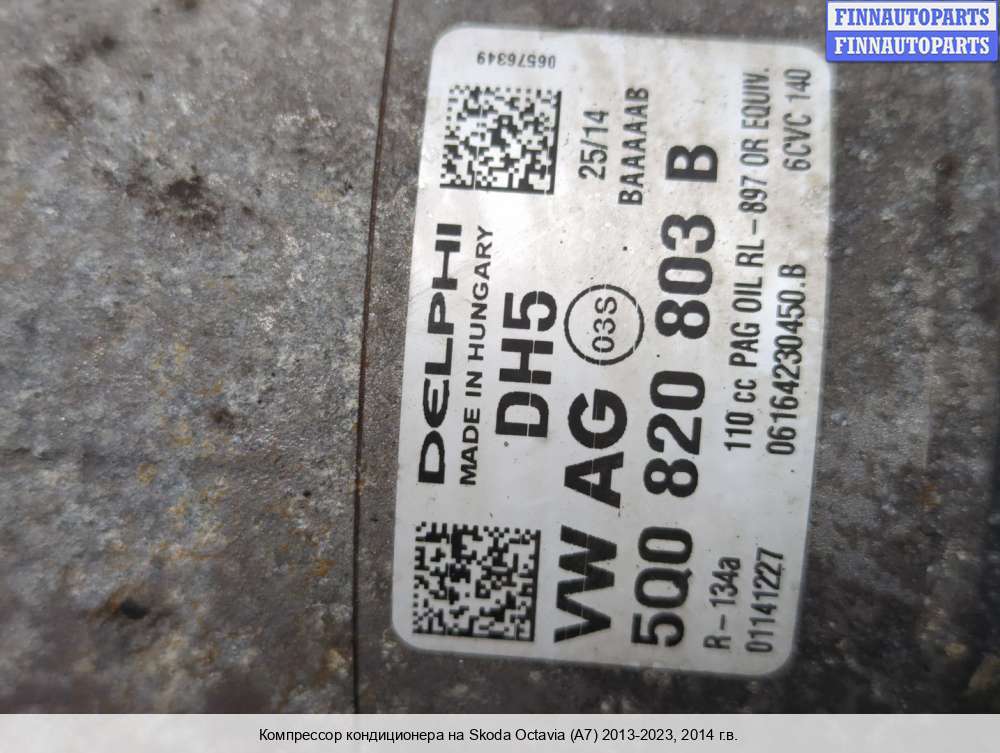 FINNAUTOPARTS
FINNAUTOPARTS
06576349
DELPHI
MADE IN HUNGARY
DH5
25/14
BAAAAAB
VW AG
03S
5Q0 820 803 B
R-134a
110 cc PAG OIL RL-897 OR EQUIV.
01141227
06164230450.B
6CVC 140
Компрессор кондиционера на Skoda Octavia (A7) 2013-2023, 2014 г.в.